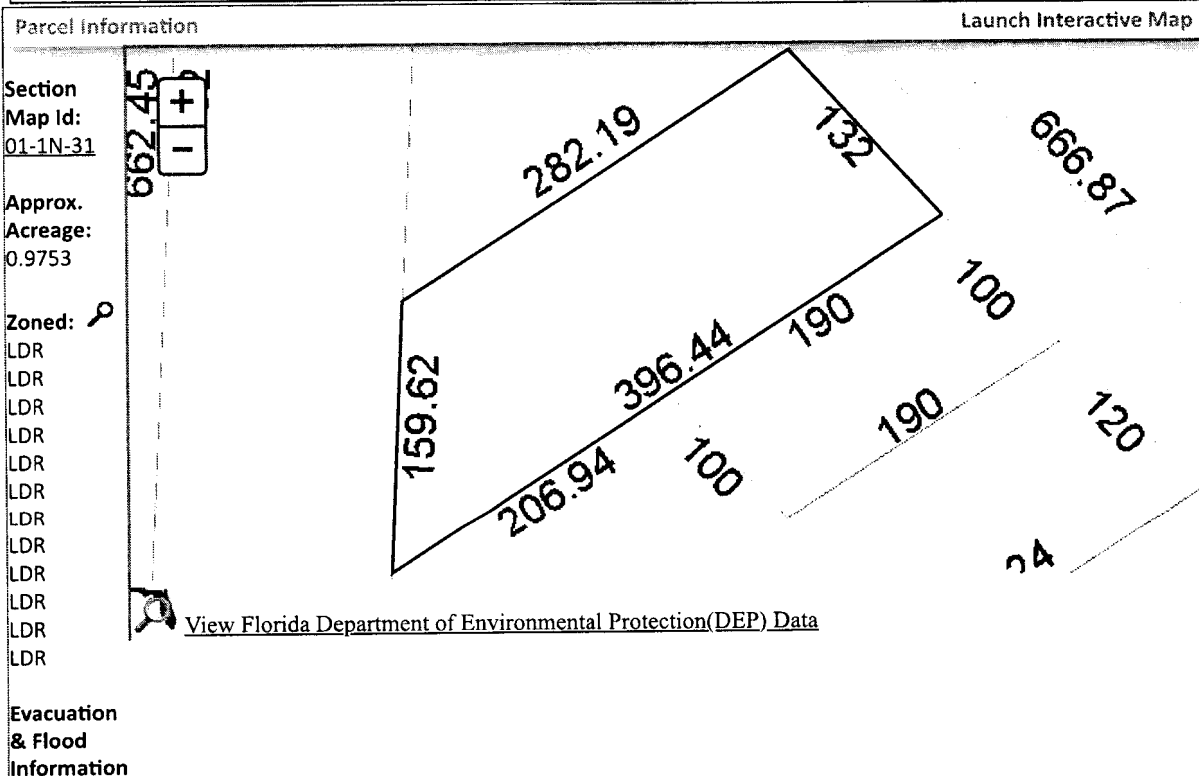 Parcel Information
Launch Interactive Map
Section
Map Id:
01-1N-31
Approx.
Acreage:
0.9753
Zoned:
LDR
LDR
LDR
LDR
LDR
LDR
LDR
LDR
LDR
LDR
LDR
LDR
Evacuation
& Flood
Information
662.45
+
−
282.19
132
666.87
159.62
396.44
190
100
206.94
100
190
120
View Florida Department of Environmental Protection(DEP) Data